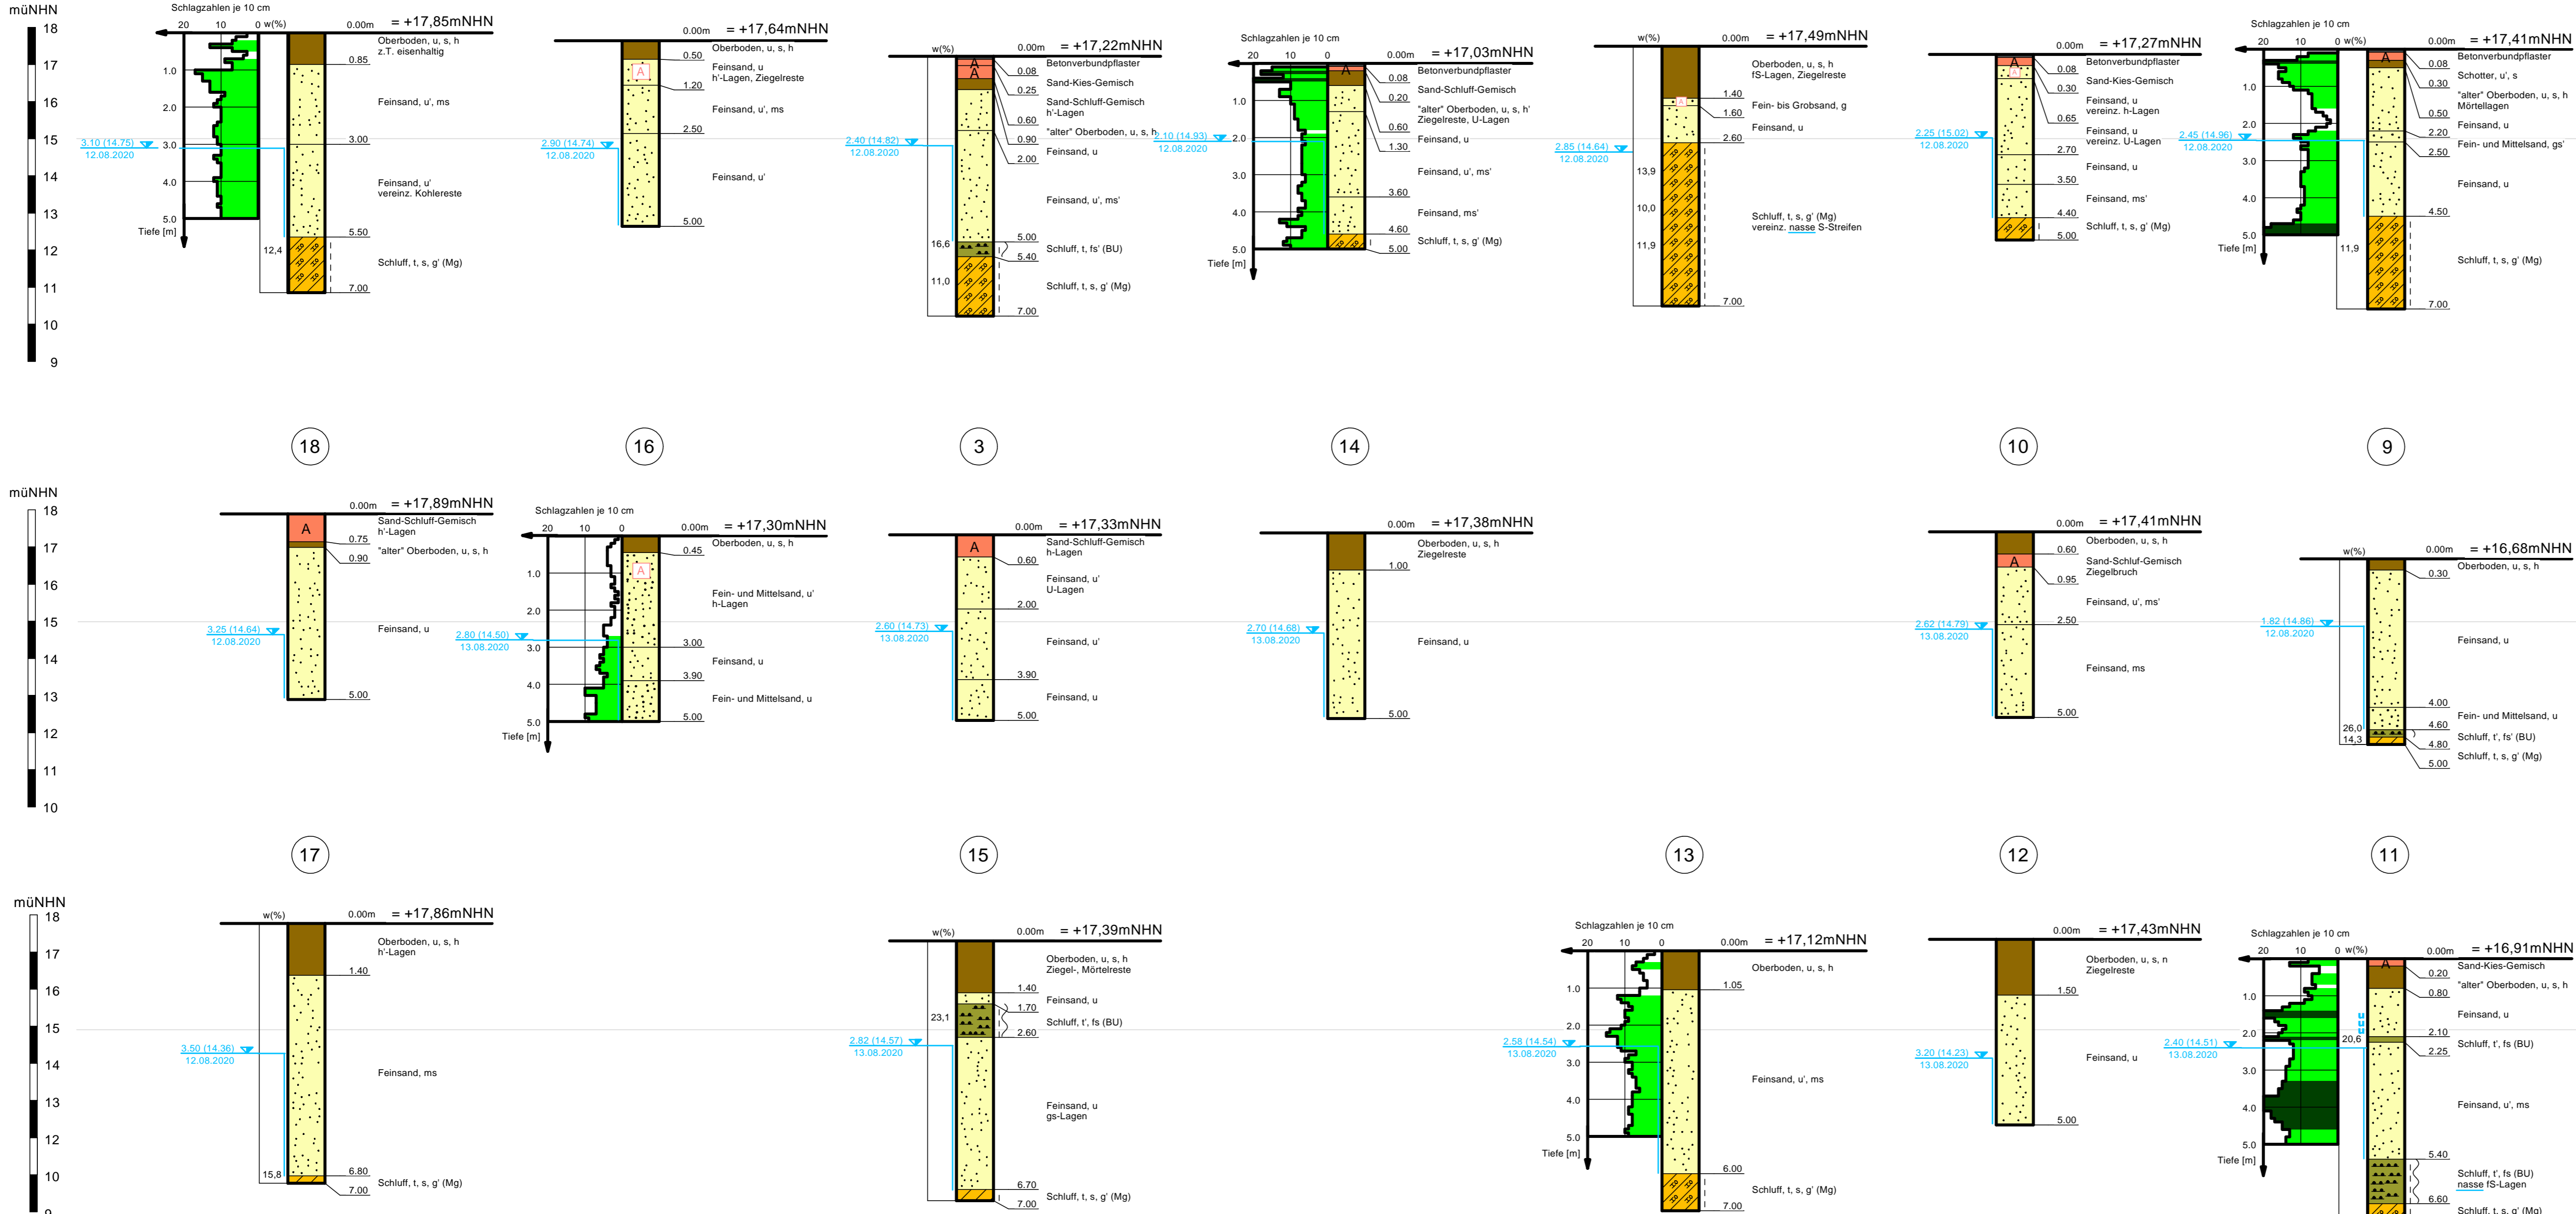 müNHN
18
17
16
15
14
13
12
11
10
9
Schlagzahlen je 10 cm
20 10 0 w(%) 0.00m = +17,85mNHN
Oberboden, u, s, h
z.T. eisenhaltig
0.85
1.0
Feinsand, u', ms
2.0
3.10 (14.75)
12.08.2020
3.00
3.0
Feinsand, u'
vereinz. Kohlereste
4.0
5.0
Tiefe [m]
5.50
12,4
Schluff, t, s, g' (Mg)
7.00
0.00m = +17,64mNHN
Oberboden, u, s, h
0.50
A
Feinsand, u
h'-Lagen, Ziegelreste
1.20
Feinsand, u', ms
2.50
2.90 (14.74)
12.08.2020
Feinsand, u'
5.00
w(%) 0.00m = +17,22mNHN
A
A
Betonverbundpflaster
0.08
Sand-Kies-Gemisch
0.25
Sand-Schluff-Gemisch
h'-Lagen
0.60
"alter" Oberboden, u, s, h
0.90
Feinsand, u
2.00
2.40 (14.82)
12.08.2020
Feinsand, u', ms'
5.00
16,6
Schluff, t, fs' (BU)
5.40
11,0
Schluff, t, s, g' (Mg)
7.00
Schlagzahlen je 10 cm
20 10 0 0.00m = +17,03mNHN
A
Betonverbundpflaster
0.08
Sand-Schluff-Gemisch
0.20
1.0
"alter" Oberboden, u, s, h'
Ziegelreste, U-Lagen
0.60
Feinsand, u
1.30
2.10 (14.93)
12.08.2020
2.0
Feinsand, u', ms'
3.0
3.60
Feinsand, ms'
4.0
4.60
Schluff, t, s, g' (Mg)
5.00
5.0
Tiefe [m]
w(%) 0.00m = +17,49mNHN
Oberboden, u, s, h
fS-Lagen, Ziegelreste
1.40
A
Fein- bis Grobsand, g
1.60
Feinsand, u
2.60
2.85 (14.64)
13.08.2020
13,9
10,0
11,9
Schluff, t, s, g' (Mg)
vereinz. nasse S-Streifen
7.00
0.00m = +17,27mNHN
A
A
Betonverbundpflaster
0.08
Sand-Kies-Gemisch
0.30
Feinsand, u
vereinz. h-Lagen
0.65
Feinsand, u
vereinz. U-Lagen
2.70
2.25 (15.02)
12.08.2020
Feinsand, u
3.50
Feinsand, ms'
4.40
Schluff, t, s, g' (Mg)
5.00
Schlagzahlen je 10 cm
20 10 0 w(%) 0.00m = +17,41mNHN
A
Betonverbundpflaster
0.08
Schotter, u', s
0.30
1.0
"alter" Oberboden, u, s, h
Mörtellagen
0.50
Feinsand, u
2.0
2.20
Fein- und Mittelsand, gs'
2.50
2.45 (14.96)
12.08.2020
3.0
Feinsand, u
4.0
4.50
5.0
Tiefe [m]
11,9
Schluff, t, s, g' (Mg)
7.00
18
16
3
14
10
9
müNHN
18
17
16
15
14
13
12
11
10
0.00m = +17,89mNHN
A
Sand-Schluff-Gemisch
h'-Lagen
0.75
"alter" Oberboden, u, s, h
0.90
3.25 (14.64)
12.08.2020
Feinsand, u
5.00
Schlagzahlen je 10 cm
20 10 0 0.00m = +17,30mNHN
Oberboden, u, s, h
0.45
A
1.0
Fein- und Mittelsand, u'
h-Lagen
2.0
2.80 (14.50)
13.08.2020
3.00
3.0
Feinsand, u
3.90
4.0
Fein- und Mittelsand, u
5.00
5.0
Tiefe [m]
0.00m = +17,33mNHN
A
Sand-Schluff-Gemisch
h-Lagen
0.60
Feinsand, u'
U-Lagen
2.00
2.60 (14.73)
13.08.2020
Feinsand, u'
3.90
Feinsand, u
5.00
0.00m = +17,38mNHN
Oberboden, u, s, h
Ziegelreste
1.00
2.70 (14.68)
13.08.2020
Feinsand, u
5.00
0.00m = +17,41mNHN
Oberboden, u, s, h
0.60
A
Sand-Schluf-Gemisch
Ziegelbruch
0.95
Feinsand, u', ms'
2.50
2.62 (14.79)
13.08.2020
Feinsand, ms
5.00
w(%) 0.00m = +16,68mNHN
Oberboden, u, s, h
0.30
1.82 (14.86)
12.08.2020
Feinsand, u
4.00
Fein- und Mittelsand, u
4.60
26,0
Schluff, t', fs' (BU)
14,3
4.80
Schluff, t, s, g' (Mg)
5.00
17
15
13
12
11
müNHN
18
17
16
15
14
13
12
11
10
9
w(%) 0.00m = +17,86mNHN
Oberboden, u, s, h
h'-Lagen
1.40
3.50 (14.36)
12.08.2020
Feinsand, ms
6.80
15,8
Schluff, t, s, g' (Mg)
7.00
w(%) 0.00m = +17,39mNHN
Oberboden, u, s, h
Ziegel-, Mörtelreste
1.40
Feinsand, u
1.70
23,1
Schluff, t', fs (BU)
2.60
2.82 (14.57)
13.08.2020
Feinsand, u
gs-Lagen
6.70
Schluff, t, s, g' (Mg)
7.00
Schlagzahlen je 10 cm
20 10 0 0.00m = +17,12mNHN
Oberboden, u, s, h
1.0
1.05
2.0
2.58 (14.54)
13.08.2020
3.0
Feinsand, u', ms
4.0
5.0
Tiefe [m]
6.00
Schluff, t, s, g' (Mg)
7.00
0.00m = +17,43mNHN
Oberboden, u, s, n
Ziegelreste
1.50
3.20 (14.23)
13.08.2020
Feinsand, u
5.00
Schlagzahlen je 10 cm
20 10 0 w(%) 0.00m = +16,91mNHN
A
Sand-Kies-Gemisch
0.20
"alter" Oberboden, u, s, h
0.80
1.0
Feinsand, u
2.0
2.10
20,6
Schluff, t', fs (BU)
2.25
2.40 (14.51)
13.08.2020
3.0
Feinsand, u', ms
4.0
5.0
Tiefe [m]
5.40
Schluff, t', fs (BU)
nasse fS-Lagen
6.60
Schluff, t, s, g' (Mg)